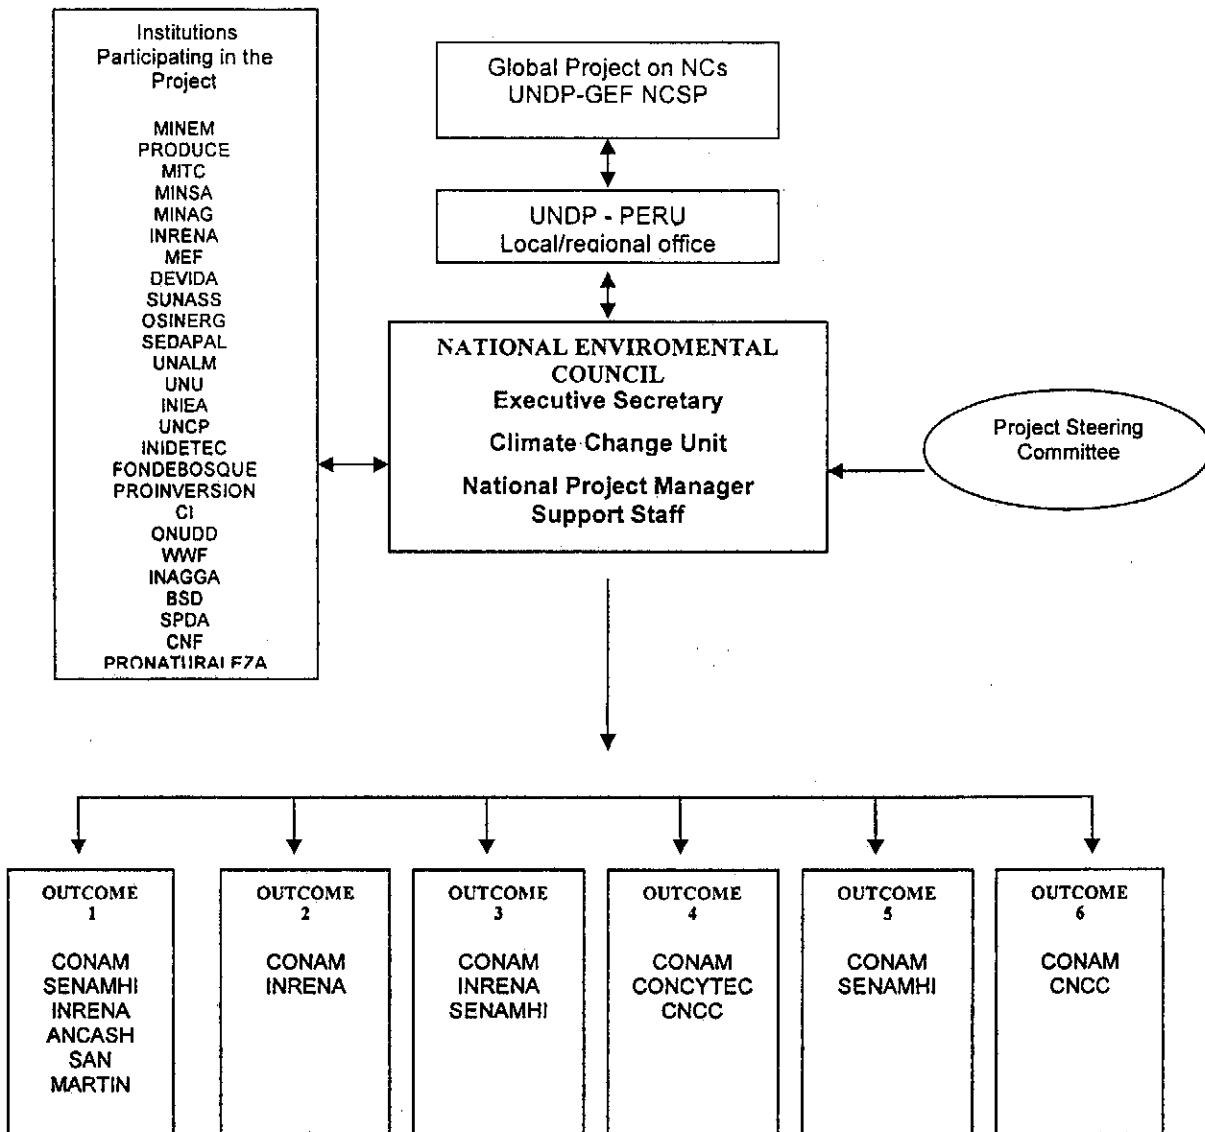 Institutions
Participating in the
Project
MINEM
PRODUCE
MITC
MINSA
MINAG
INRENA
MEF
DEVIDA
SUNASS
OSINERG
SEDAPAL
UNALM
UNU
INIEA
UNCP
INIDETEC
FONDEBOSQUE
PROINVERSION
CI
ONUDD
WWF
INAGGA
BSD
SPDA
CNF
PRONATURALEZA
Global Project on NCs
UNDP-GEF NCSP
UNDP - PERU
Local/regional office
NATIONAL ENVIROMENTAL
COUNCIL
Executive Secretary
Climate Change Unit
National Project Manager
Support Staff
Project Steering
Committee
OUTCOME
1
CONAM
SENAMHI
INRENA
ANCASH
SAN
MARTIN
OUTCOME
2
CONAM
INRENA
OUTCOME
3
CONAM
INRENA
SENAMHI
OUTCOME
4
CONAM
CONCYTEC
CNCC
OUTCOME
5
CONAM
SENAMHI
OUTCOME
6
CONAM
CNCC